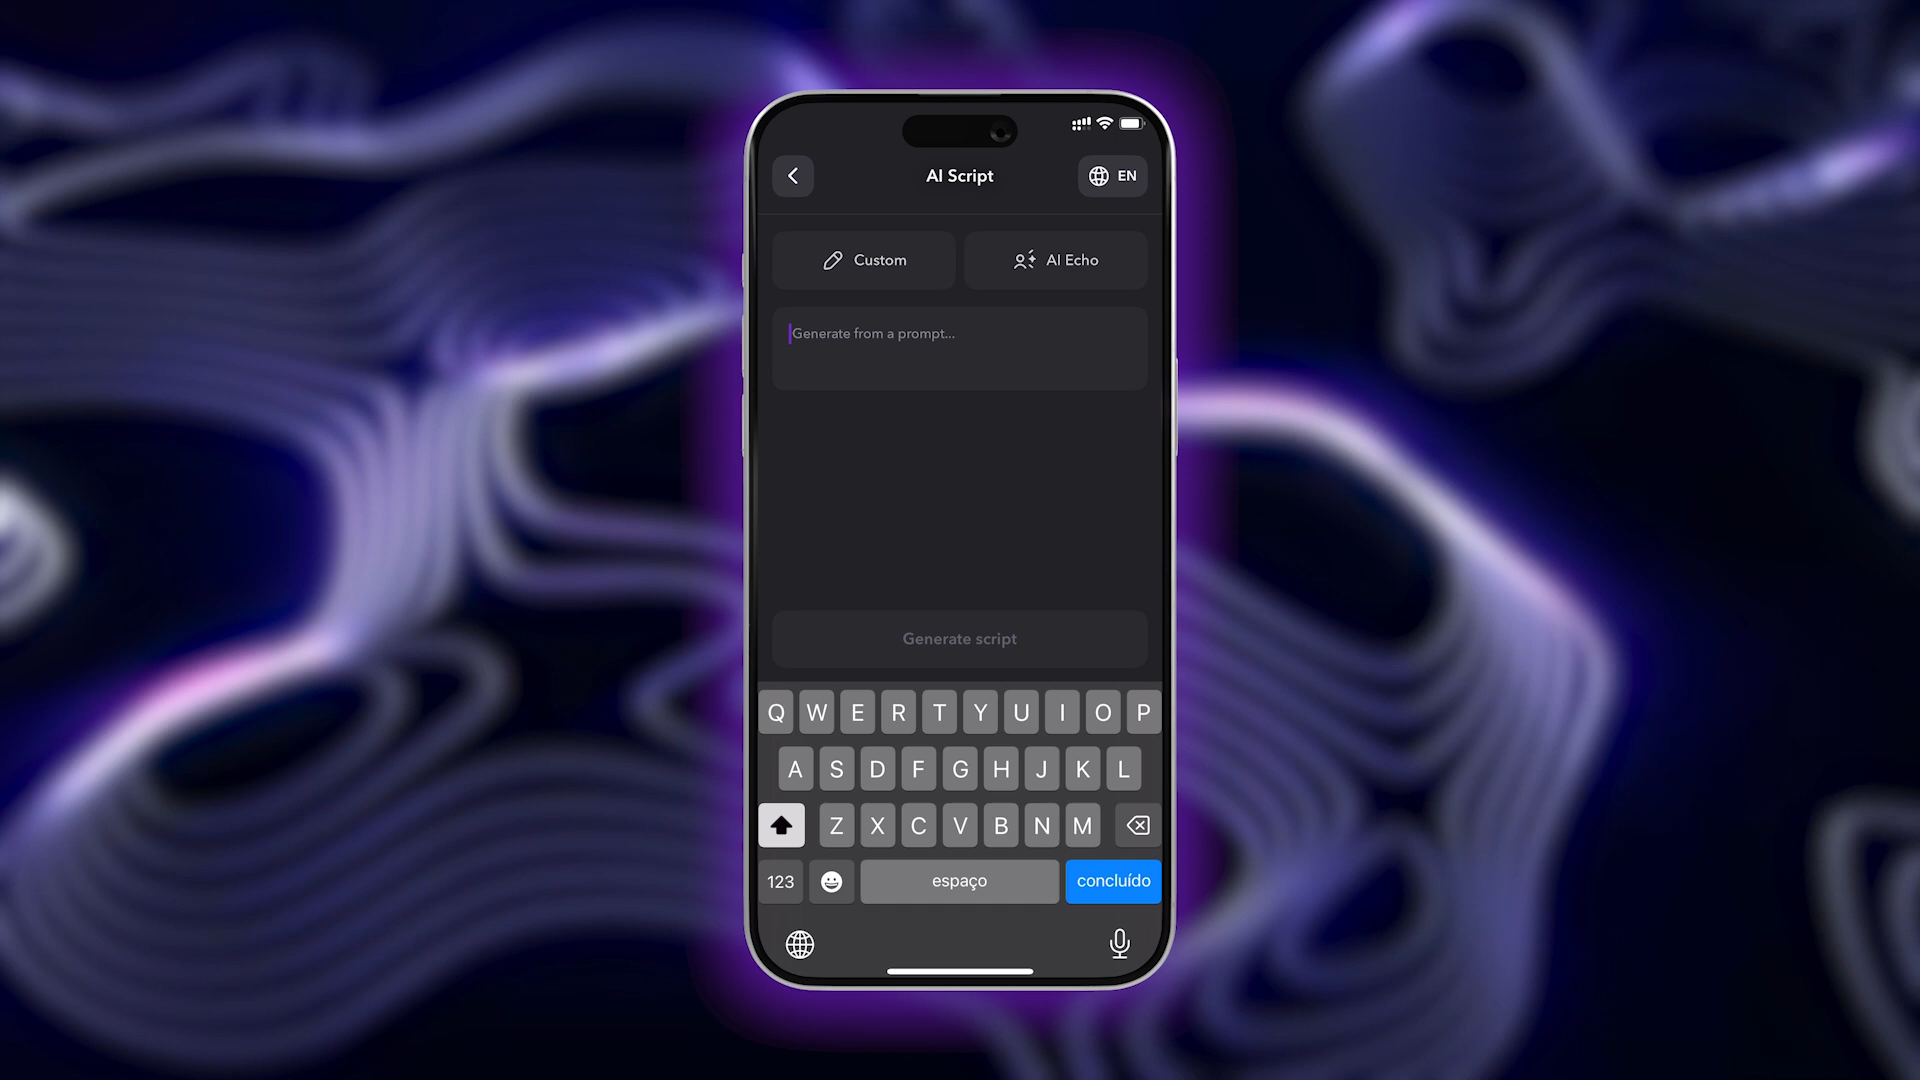 AI Script
EN
Custom
AI Echo
Generate from a prompt...
Generate script
Q W E R T Y U I O P
A S D F G H J K L
Z X C V B N M
123
espaço
concluído